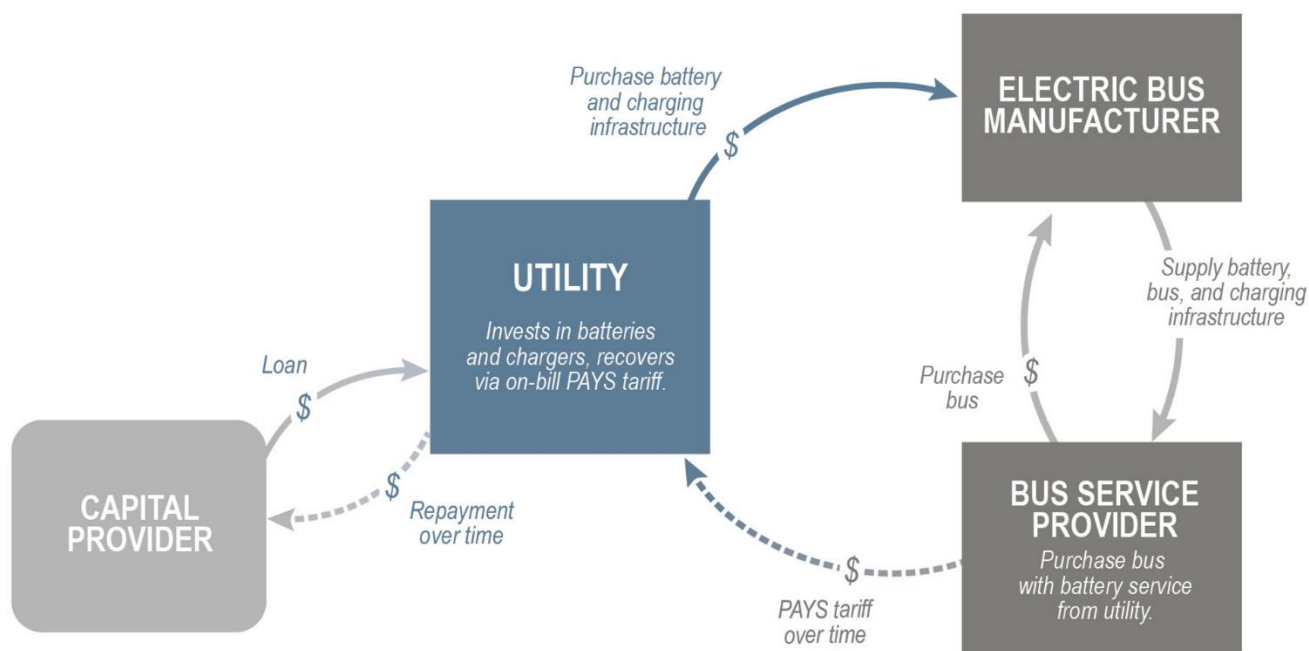 Purchase battery
and charging
infrastructure
$
ELECTRIC BUS
MANUFACTURER
UTILITY
Invests in batteries
and chargers, recovers
via on-bill PAYS tariff.
Supply battery,
bus, and charging
infrastructure
Loan
$
Purchase
bus
$
CAPITAL
PROVIDER
$
Repayment
over time
BUS SERVICE
PROVIDER
Purchase bus
with battery service
from utility.
$
PAYS tariff
over time